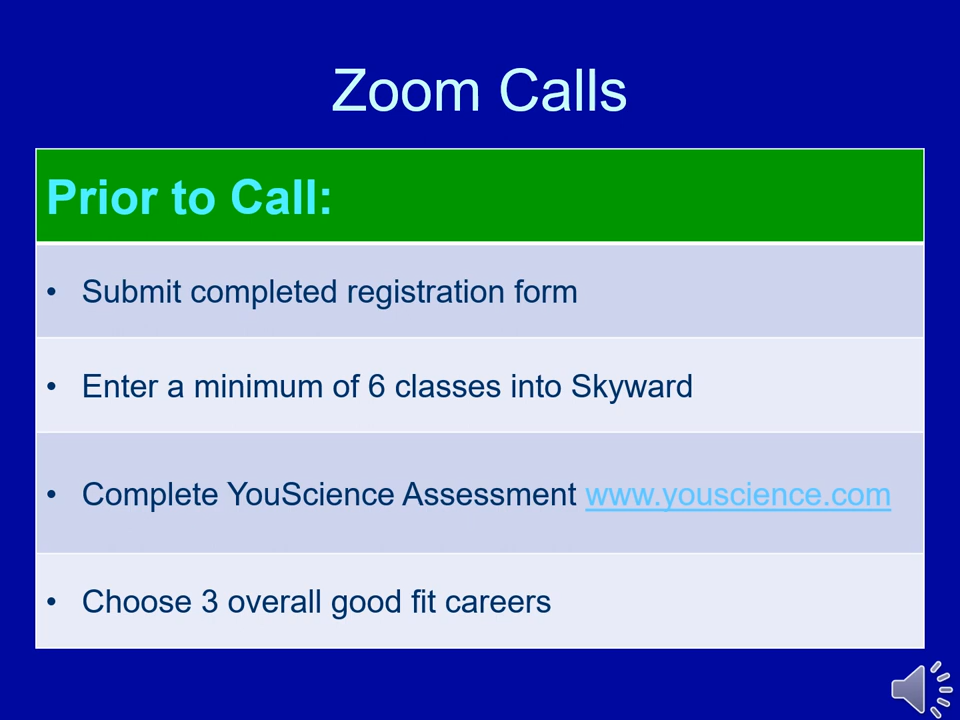 Zoom Calls
Prior to Call:
• Submit completed registration form
• Enter a minimum of 6 classes into Skyward
• Complete YouScience Assessment www.youscience.com
• Choose 3 overall good fit careers